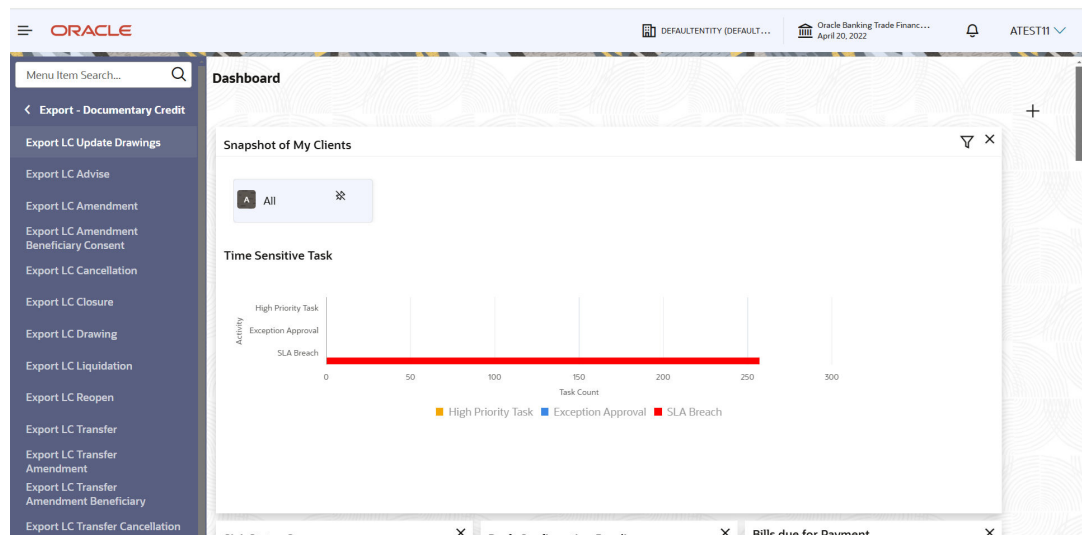 ORACLE
DEFAULTENTITY (DEFAULT...
Oracle Banking Trade Financ...
April 20, 2022
ATEST11
Menu Item Search...
Export - Documentary Credit
Export LC Update Drawings
Export LC Advise
Export LC Amendment
Export LC Amendment
Beneficiary Consent
Export LC Cancellation
Export LC Closure
Export LC Drawing
Export LC Liquidation
Export LC Reopen
Export LC Transfer
Export LC Transfer
Amendment
Export LC Transfer
Amendment Beneficiary
Export LC Transfer Cancellation
Dashboard
Snapshot of My Clients
A All
Time Sensitive Task
Activity
High Priority Task
Exception Approval
SLA Breach
0 50 100 150 200 250 300
Task Count
High Priority Task Exception Approval SLA Breach
Bills due for Payment